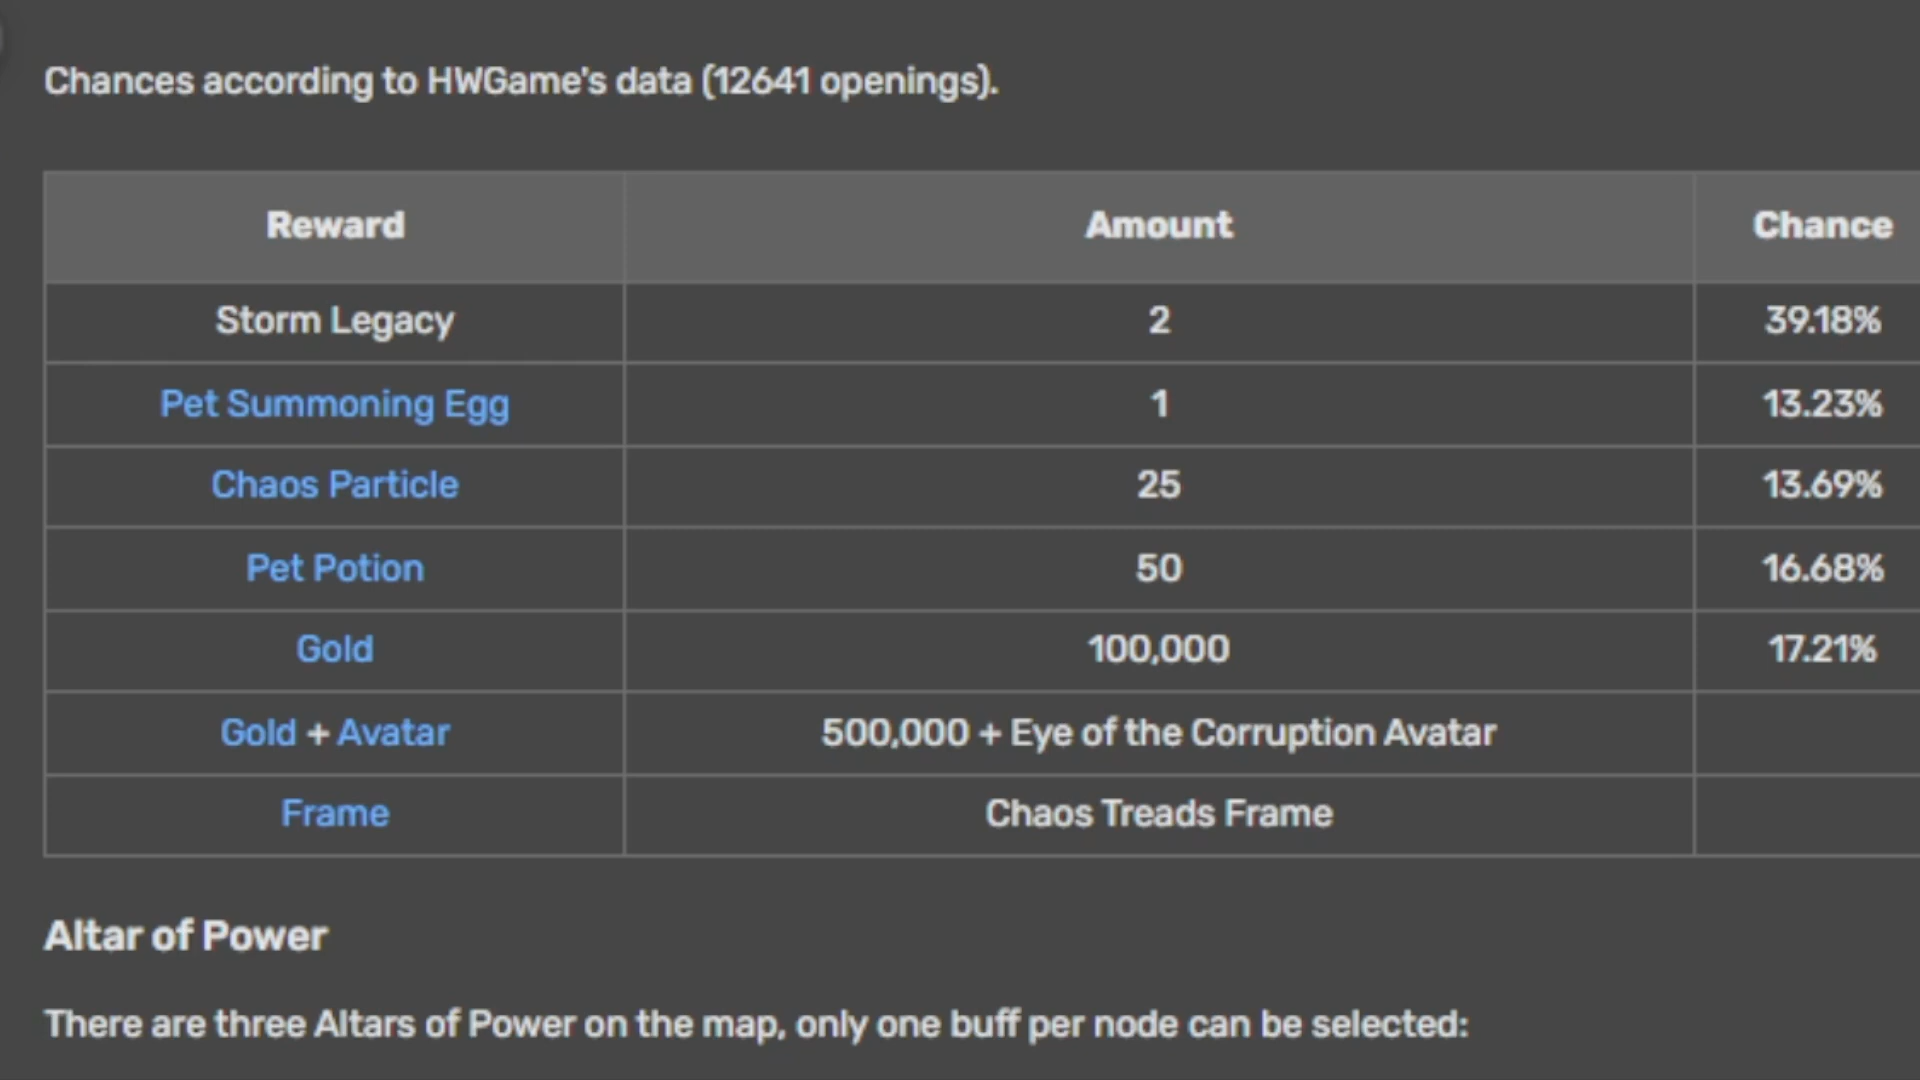 Chances according to HWGame's data (12641 openings).
Reward Amount Chance
Storm Legacy 2 39.18%
Pet Summoning Egg 1 13.23%
Chaos Particle 25 13.69%
Pet Potion 50 16.68%
Gold 100,000 17.21%
Gold + Avatar 500,000 + Eye of the Corruption Avatar
Frame Chaos Treads Frame
Altar of Power
There are three Altars of Power on the map, only one buff per node can be selected: